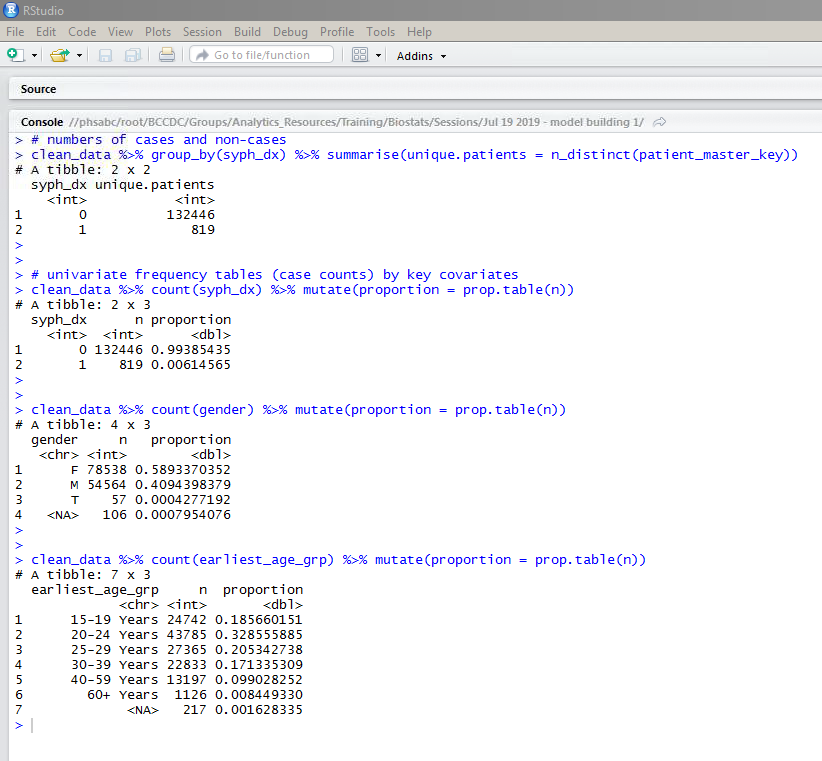 RStudio
File Edit Code View Plots Session Build Debug Profile Tools Help
Go to file/function Addins
Source
Console //phsabc/root/BCCDC/Groups/Analytics_Resources/Training/Biostats/Sessions/Jul 19 2019 - model building 1/
> # numbers of cases and non-cases
> clean_data %>% group_by(syph_dx) %>% summarise(unique.patients = n_distinct(patient_master_key))
# A tibble: 2 x 2
  syph_dx unique.patients
    <int>           <int>
1       0          132446
2       1             819
>
>
> # univariate frequency tables (case counts) by key covariates
> clean_data %>% count(syph_dx) %>% mutate(proportion = prop.table(n))
# A tibble: 2 x 3
  syph_dx      n proportion
    <int>  <int>      <dbl>
1       0 132446 0.99385435
2       1    819 0.00614565
>
>
> clean_data %>% count(gender) %>% mutate(proportion = prop.table(n))
# A tibble: 4 x 3
  gender     n   proportion
   <chr> <int>        <dbl>
1      F 78538 0.5893370352
2      M 54564 0.4094398379
3      T    57 0.0004277192
4   <NA>   106 0.0007954076
>
>
> clean_data %>% count(earliest_age_grp) %>% mutate(proportion = prop.table(n))
# A tibble: 7 x 3
  earliest_age_grp     n  proportion
             <chr> <int>       <dbl>
1      15-19 Years 24742 0.185660151
2      20-24 Years 43785 0.328555885
3      25-29 Years 27365 0.205342738
4      30-39 Years 22833 0.171335309
5      40-59 Years 13197 0.099028252
6        60+ Years  1126 0.008449330
7             <NA>   217 0.001628335
>